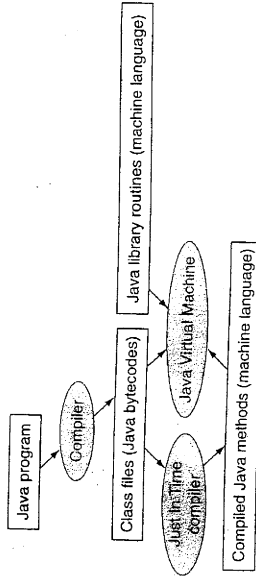 Java program
Compiler
Class files (Java bytecodes)
Java library routines (machine language)
Just In Time
compiler
Java Virtual Machine
Compiled Java methods (machine language)